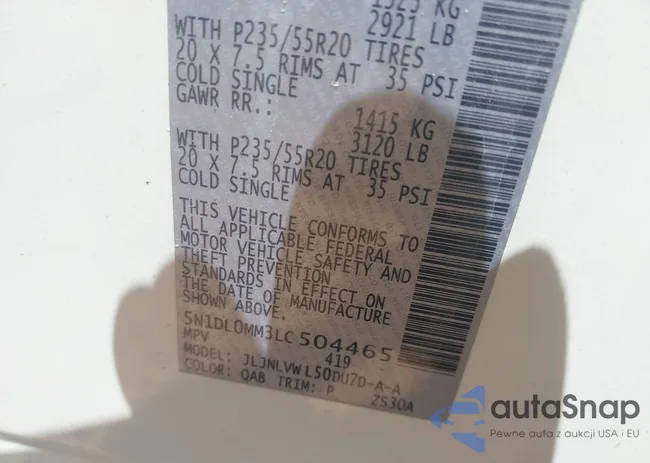 1325 KG
2921 LB
WITH P235/55R20 TIRES
20 X 7.5 RIMS AT 35 PSI
COLD SINGLE
GAWR RR.:
1415 KG
3120 LB
WITH P235/55R20 TIRES
20 X 7.5 RIMS AT 35 PSI
COLD SINGLE
THIS VEHICLE CONFORMS TO
ALL APPLICABLE FEDERAL
MOTOR VEHICLE SAFETY AND
THEFT PREVENTION
STANDARDS IN EFFECT ON
THE DATE OF MANUFACTURE
SHOWN ABOVE.
5N1DL0MM3LC504465
MPV 419
MODEL: JLJNLVWL50DU7D-A-A
COLOR: QAB TRIM: P ZS30A
autaSnap
Pewne auta z aukcji USA i EU